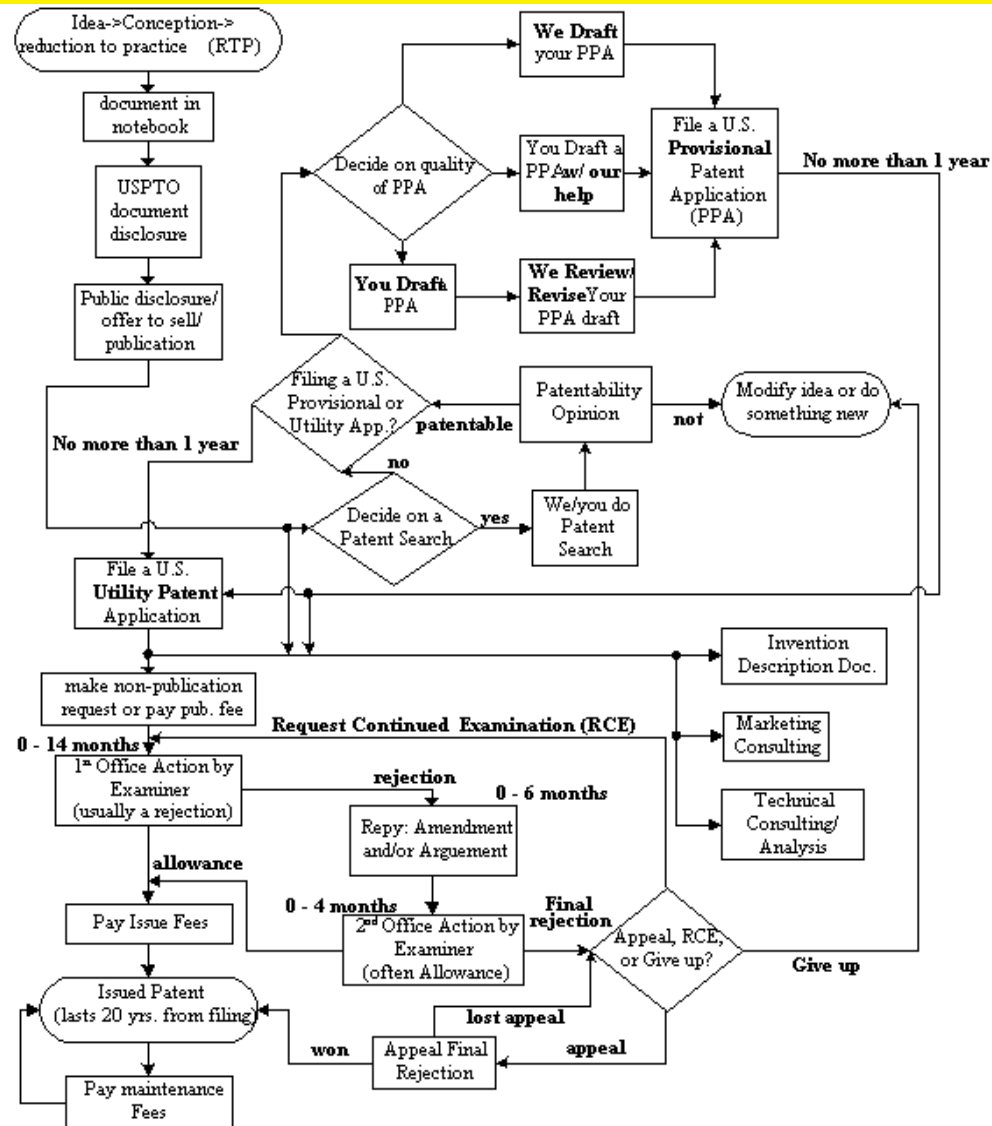 Idea->Conception->
reduction to practice (RTP)
document in
notebook
USPTO
document
disclosure
Public disclosure/
offer to sell/
publication
We Draft
your PPA
Decide on quality
of PPA
You Draft a
PPAw/ our
help
You Draft a
PPA
We Review/
ReviseYour
PPA draft
File a U.S.
Provisional
Patent
Application
(PPA)
No more than 1 year
Filing a U.S.
Provisional or
Utility App.?
patentable
Patentability
Opinion
not
Modify idea or do
something new
No more than 1 year
no
Decide on a
Patent Search
yes
We/you do
Patent
Search
File a U.S.
Utility Patent
Application
Invention
Description Doc.
make non-publication
request or pay pub. fee
Marketing
Consulting
Technical
Consulting/
Analysis
Request Continued Examination (RCE)
0 - 14 months
1st Office Action by
Examiner
(usually a rejection)
rejection
0 - 6 months
Repy: Amendment
and/or Arguement
allowance
0 - 4 months
2nd Office Action by
Examiner
(often Allowance)
Final
rejection
Appeal, RCE,
or Give up?
Give up
Pay Issue Fees
Issued Patent
(lasts 20 yrs. from filing)
lost appeal
won
Appeal Final
Rejection
appeal
Pay maintenance
Fees